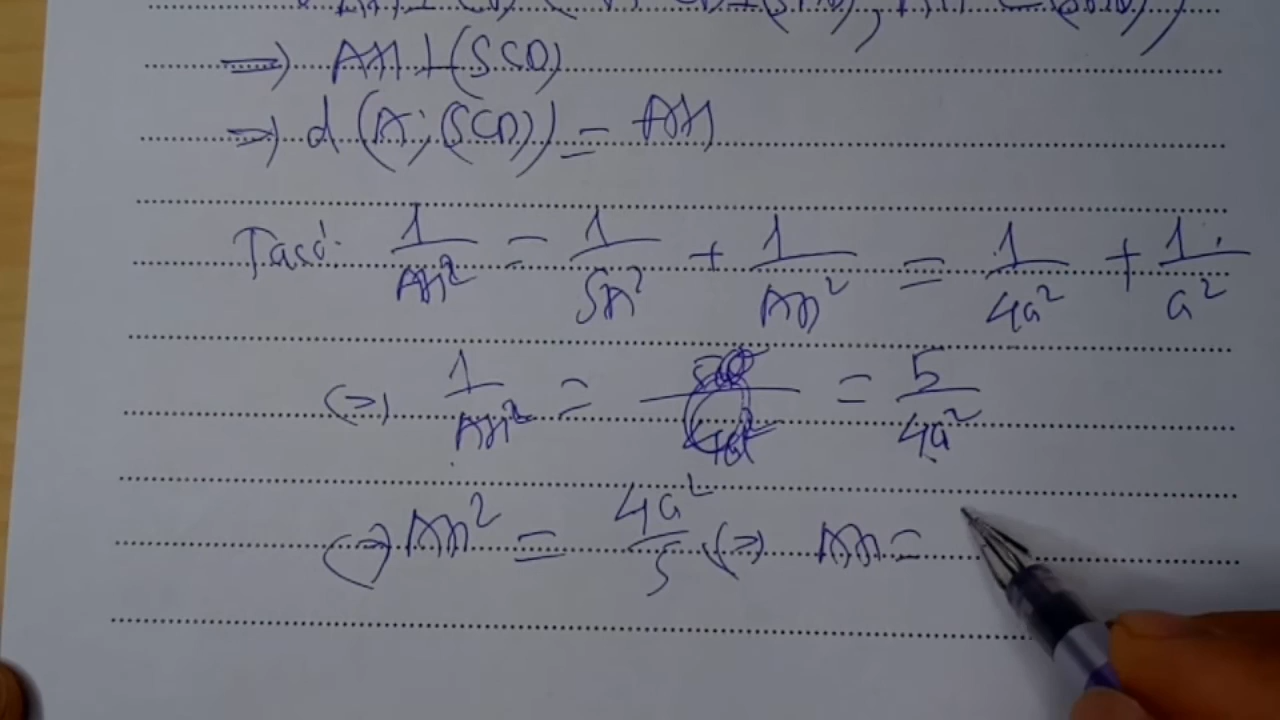 ⇒ AH ⊥ (SCD)
⇒ d (A; (SCD)) = AH
Ta có: 1/AH² = 1/SA² + 1/AD² = 1/4a² + 1/a²
⇔ 1/AH² = = 5/4a²
⇔ AH² = 4a²/5 ⇔ AH =